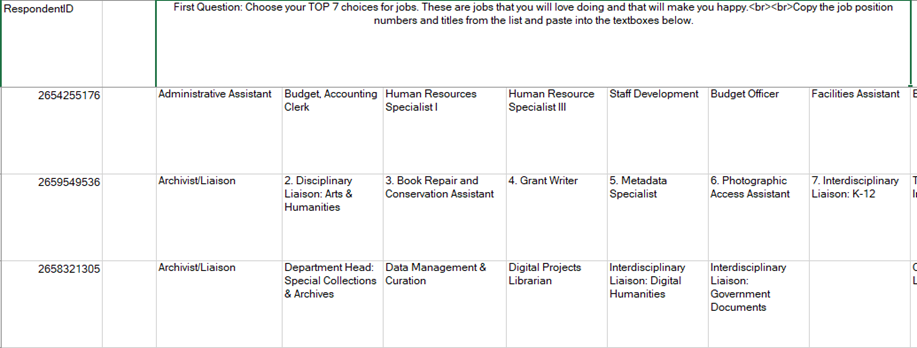 RespondentID
First Question: Choose your TOP 7 choices for jobs. These are jobs that you will love doing and that will make you happy.<br><br>Copy the job position
numbers and titles from the list and paste into the textboxes below.
2654255176
Administrative Assistant
Budget, Accounting
Clerk
Human Resources
Specialist I
Human Resource
Specialist III
Staff Development
Budget Officer
Facilities Assistant
2659549536
Archivist/Liaison
2. Disciplinary
Liaison: Arts &
Humanities
3. Book Repair and
Conservation Assistant
4. Grant Writer
5. Metadata
Specialist
6. Photographic
Access Assistant
7. Interdisciplinary
Liaison: K-12
2658321305
Archivist/Liaison
Department Head:
Special Collections
& Archives
Data Management &
Curation
Digital Projects
Librarian
Interdisciplinary
Liaison: Digital
Humanities
Interdisciplinary
Liaison:
Government
Documents